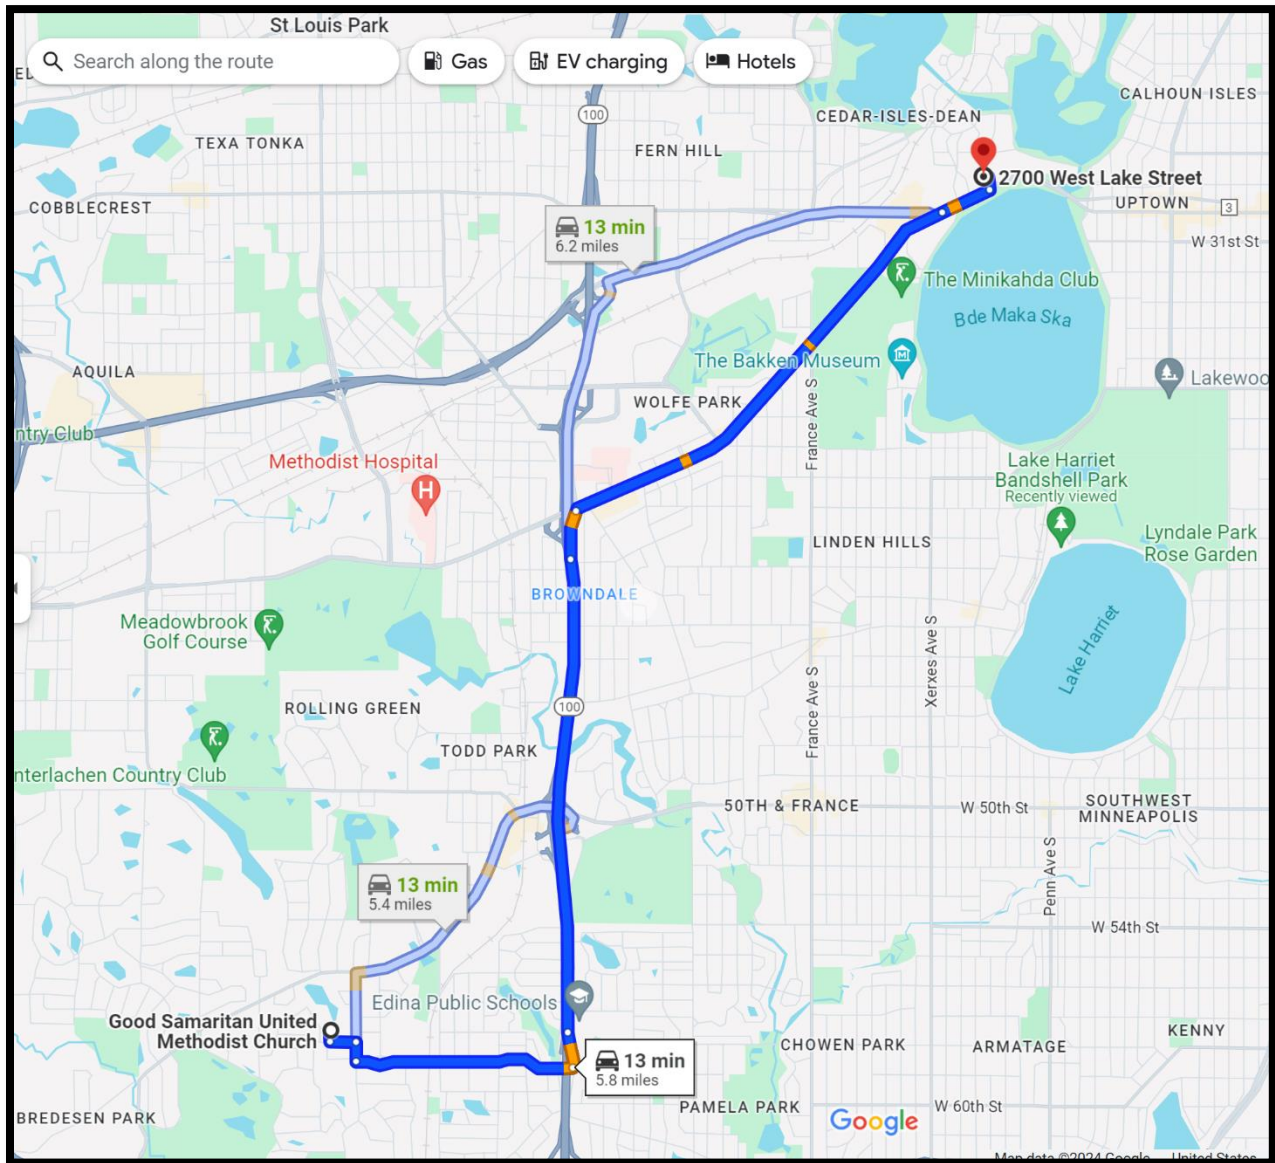 St Louis Park
Search along the route
Gas
EV charging
Hotels
CALHOUN ISLES
CEDAR-ISLES-DEAN
100
TEXA TONKA
FERN HILL
2700 West Lake Street
COBBLECREST
UPTOWN
3
13 min
6.2 miles
W 31st St
The Minikahda Club
Bde Maka Ska
The Bakken Museum
AQUILA
Lakewoo
WOLFE PARK
France Ave S
ntry Club
Methodist Hospital
H
Lake Harriet
Bandshell Park
Recently viewed
LINDEN HILLS
Lyndale Park
Rose Garden
BROWNDALE
Meadowbrook
Golf Course
Xerxes Ave S
Lake Harriet
France Ave S
ROLLING GREEN
100
TODD PARK
nterlachen Country Club
50TH & FRANCE
W 50th St
SOUTHWEST
MINNEAPOLIS
Penn Ave S
13 min
5.4 miles
W 54th St
Edina Public Schools
Good Samaritan United
Methodist Church
KENNY
CHOWEN PARK
ARMATAGE
13 min
5.8 miles
BREDESEN PARK
PAMELA PARK
W 60th St
Google
Map data ©2024 Google
United States